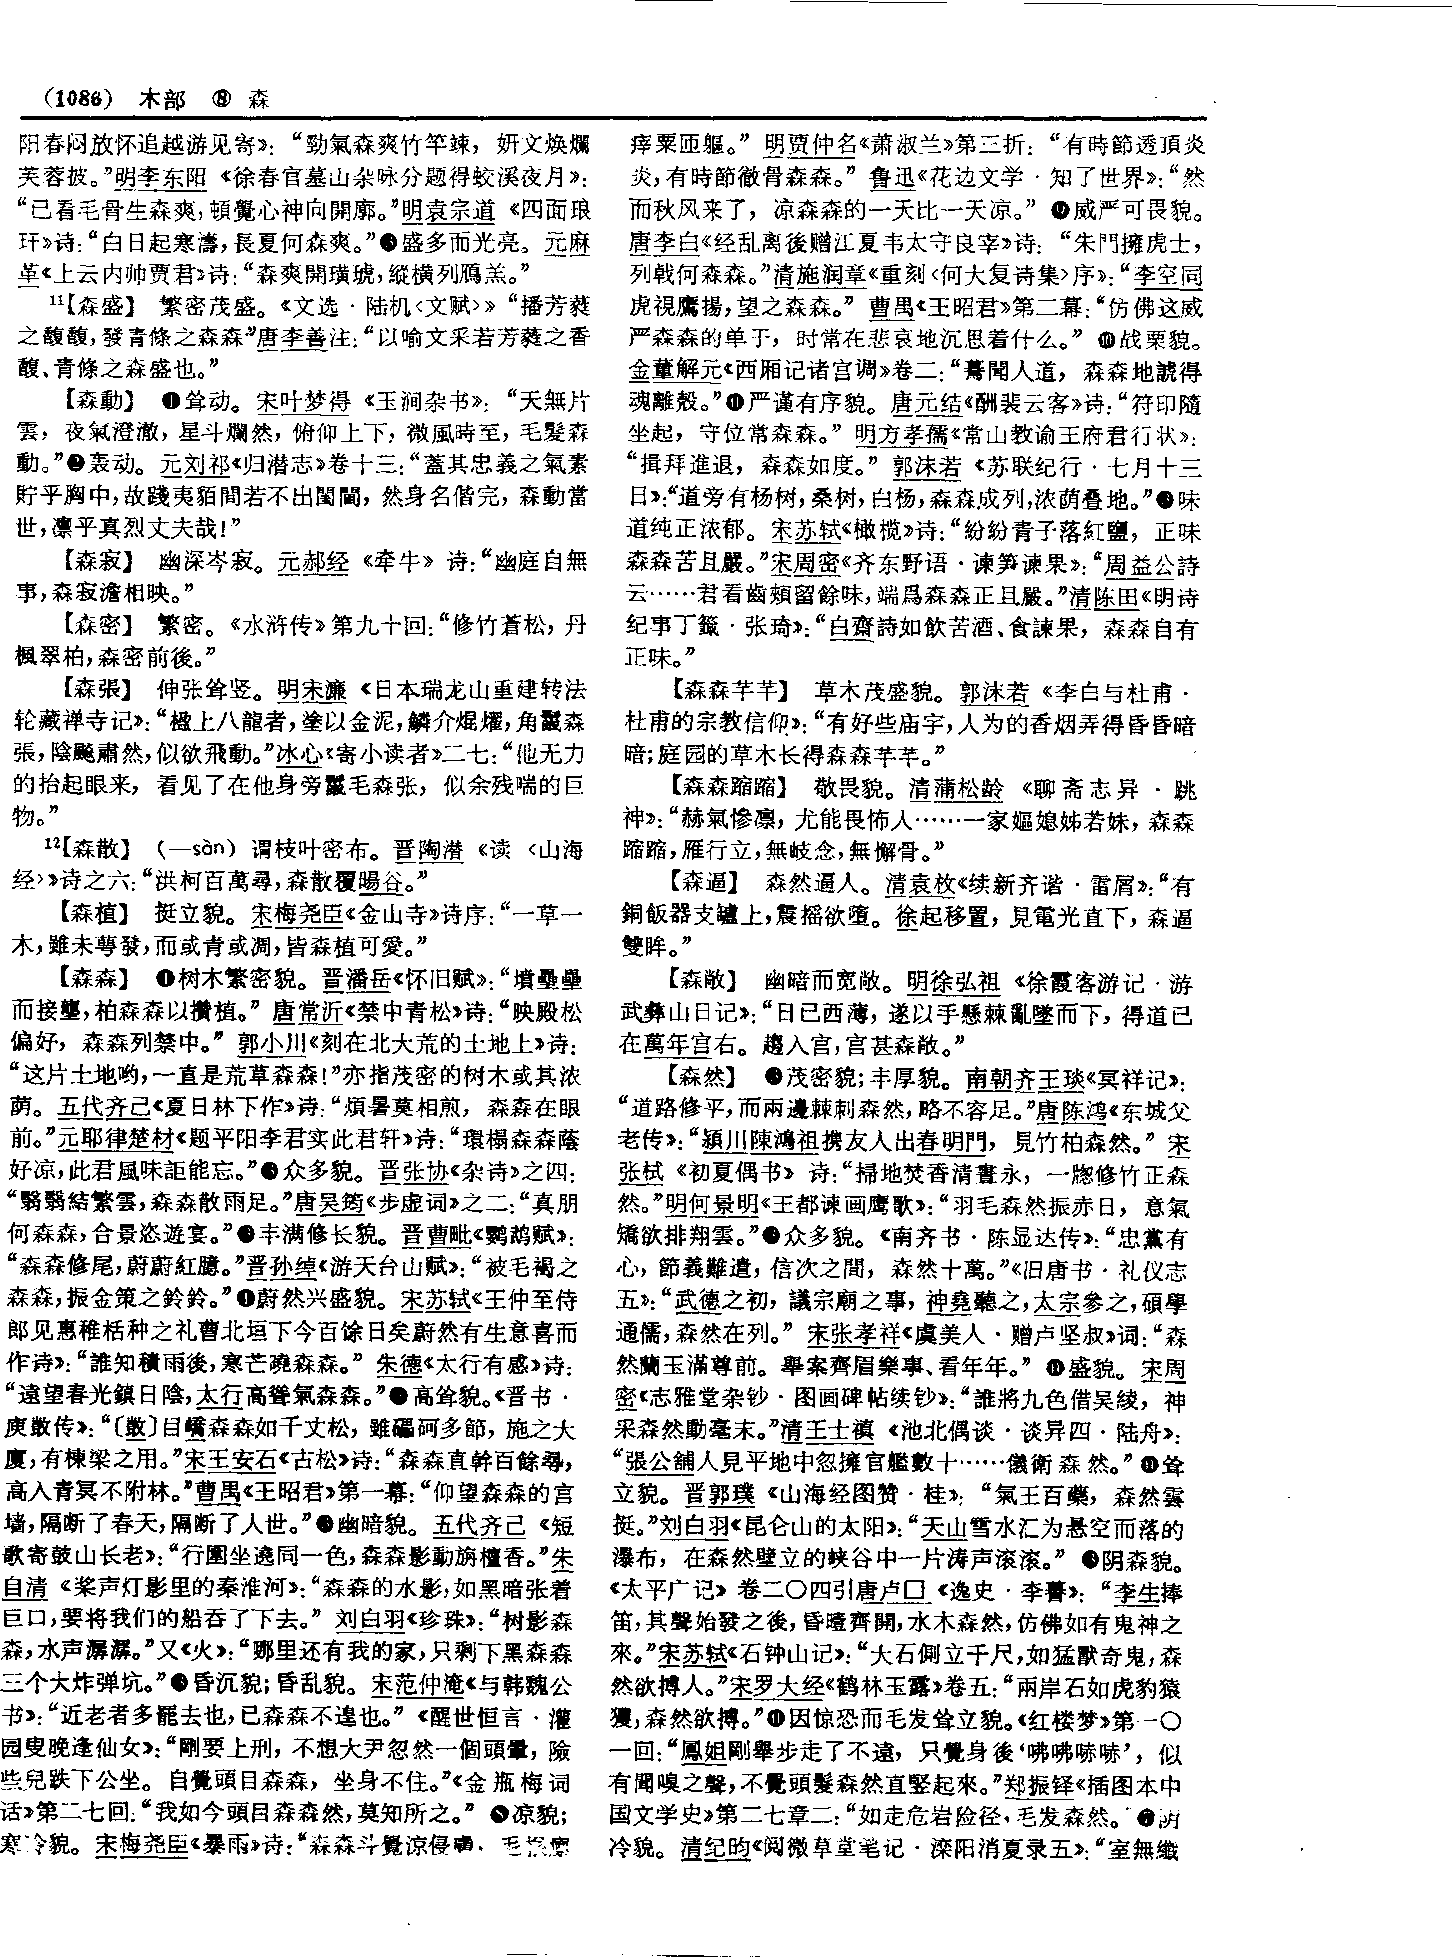 (1086) 木部 ⑧ 森
阳春闷放怀追越游见寄》：“勁氣森爽竹竿竦，妍文焕爛
芙蓉披。”明李东阳《徐春官墓山杂咏分题得蛟溪夜月》：
“已看毛骨生森爽，頓覺心神向開廓。”明袁宗道《四面琅
玕》诗：“白日起寒濤，長夏何森爽。”❸盛多而光亮。元麻
革《上云内帅贾君》诗：“森爽開璜琥，縱横列鴈羔。”
11【森盛】 繁密茂盛。《文选·陆机〈文赋〉》“播芳蕤
之馥馥，發青條之森森”唐李善注：“以喻文采若芳蕤之香
馥、青條之森盛也。”
【森動】 ❶耸动。宋叶梦得《玉涧杂书》：“天無片
雲，夜氣澄澈，星斗爛然，俯仰上下，微風時至，毛髮森
動。”❷轰动。元刘祁《归潜志》卷十三：“蓋其忠義之氣素
貯乎胸中，故踐夷貊間若不出閨閫，然身名偕完，森動當
世，凛乎真烈丈夫哉！”
【森寂】 幽深岑寂。元郝经《牵牛》诗：“幽庭自無
事，森寂澹相映。”
【森密】 繁密。《水浒传》第九十回：“修竹蒼松，丹
楓翠柏，森密前後。”
【森張】 伸张耸竖。明宋濂《日本瑞龙山重建转法
轮藏禅寺记》：“楹上八龍者，塗以金泥，鱗介焜燿，角鬣森
張，陰飈肅然，似欲飛動。”冰心《寄小读者》二七：“他无力
的抬起眼来，看见了在他身旁鬣毛森张，似余残喘的巨
物。”
12【森散】 （—sàn）谓枝叶密布。晋陶潜《读〈山海
经〉》诗之六：“洪柯百萬尋，森散覆暘谷。”
【森植】 挺立貌。宋梅尧臣《金山寺》诗序：“一草一
木，雖未萼發，而或青或凋，皆森植可愛。”
【森森】 ❶树木繁密貌。晋潘岳《怀旧赋》：“墳壘壘
而接壟，柏森森以攢植。”唐常沂《禁中青松》诗：“映殿松
偏好，森森列禁中。”郭小川《刻在北大荒的土地上》诗：
“这片土地哟，一直是荒草森森！”亦指茂密的树木或其浓
荫。五代齐己《夏日林下作》诗：“煩暑莫相煎，森森在眼
前。”元耶律楚材《题平阳李君实此君轩》诗：“環榻森森蔭
好凉，此君風味詎能忘。”❷众多貌。晋张协《杂诗》之四：
“翳翳結繁雲，森森散雨足。”唐吴筠《步虚词》之二：“真朋
何森森，合景恣遊宴。”❸丰满修长貌。晋曹毗《鹦鹉赋》：
“森森修尾，蔚蔚紅臆。”晋孙绰《游天台山赋》：“被毛褐之
森森，振金策之鈴鈴。”❹蔚然兴盛貌。宋苏轼《王仲至侍
郎见惠稚栝种之礼曹北垣下今百馀日矣蔚然有生意喜而
作诗》：“誰知積雨後，寒芒曉森森。”朱德《太行有感》诗：
“遠望春光鎮日陰，太行高聳氣森森。”❺高耸貌。《晋书·
庾敳传》：“〔敳〕目嶠森森如千丈松，雖礧砢多節，施之大
廈，有棟梁之用。”宋王安石《古松》诗：“森森直幹百餘尋，
高入青冥不附林。”曹禺《王昭君》第一幕：“仰望森森的宫
墙，隔断了春天，隔断了人世。”❻幽暗貌。五代齐己《短
歌寄鼓山长老》：“行圍坐遶同一色，森森影動旃檀香。”朱
自清《桨声灯影里的秦淮河》：“森森的水影，如黑暗张着
巨口，要将我们的船吞了下去。”刘白羽《珍珠》：“树影森
森，水声潺潺。”又《火》：“哪里还有我的家，只剩下黑森森
三个大炸弹坑。”❼昏沉貌；昏乱貌。宋范仲淹《与韩魏公
书》：“近老者多罷去也，已森森不遑也。”《醒世恒言·灌
园叟晚逢仙女》：“剛要上刑，不想大尹忽然一個頭暈，險
些兒跌下公坐。自覺頭目森森，坐身不住。”《金瓶梅词
话》第二七回：“我如今頭目森森然，莫知所之。”❽凉貌；
寒冷貌。宋梅尧臣《暴雨》诗：“森森斗覺凉侵膚，毛
痒粟匝軀。”明贾仲名《萧淑兰》第三折：“有時節透頂炎
炎，有時節徹骨森森。”鲁迅《花边文学·知了世界》：“然
而秋风来了，凉森森的一天比一天凉。”❾威严可畏貌。
唐李白《经乱离後赠江夏韦太守良宰》诗：“朱門擁虎士，
列戟何森森。”清施润章《重刻〈何大复诗集〉序》：“李空同
虎視鷹揚，望之森森。”曹禺《王昭君》第二幕：“仿佛这威
严森森的单于，时常在悲哀地沉思着什么。”❿战栗貌。
金董解元《西厢记诸宫调》卷二：“驀聞人道，森森地諕得
魂離殼。”⓫严谨有序貌。唐元结《酬裴云客》诗：“符印隨
坐起，守位常森森。”明方孝孺《常山教谕王府君行状》：
“揖拜進退，森森如度。”郭沫若《苏联纪行·七月十三
日》：“道旁有杨树，桑树，白杨，森森成列，浓荫叠地。”⓬味
道纯正浓郁。宋苏轼《橄榄》诗：“紛紛青子落紅鹽，正味
森森苦且嚴。”宋周密《齐东野语·谏笋谏果》：“周益公詩
云……君看齒頰留餘味，端爲森森正且嚴。”清陈田《明诗
纪事丁籖·张琦》：“白齋詩如飲苦酒、食諫果，森森自有
正味。”
【森森芊芊】 草木茂盛貌。郭沫若《李白与杜甫·
杜甫的宗教信仰》：“有好些庙宇，人为的香烟弄得昏昏暗
暗；庭园的草木长得森森芊芊。”
【森森蹜蹜】 敬畏貌。清蒲松龄《聊斋志异·跳
神》：“赫氣慘凛，尤能畏怖人……一家嫗媳姊若妹，森森
蹜蹜，雁行立，無岐念，無懈骨。”
【森逼】 森然逼人。清袁枚《续新齐谐·雷屑》：“有
銅飯器支罏上，震摇欲墮。徐起移置，見電光直下，森逼
雙眸。”
【森敞】 幽暗而宽敞。明徐弘祖《徐霞客游记·游
武彝山日记》：“日已西薄，遂以手懸棘亂墜而下，得道已
在萬年宫右。趨入宫，宫甚森敞。”
【森然】 ❶茂密貌；丰厚貌。南朝齐王琰《冥祥记》：
“道路修平，而兩邊棘刺森然，略不容足。”唐陈鸿《东城父
老传》：“潁川陳鴻祖携友人出春明門，見竹柏森然。”宋
张栻《初夏偶书》诗：“掃地焚香清晝永，一牕修竹正森
然。”明何景明《王都谏画鹰歌》：“羽毛森然振赤日，意氣
矯欲排翔雲。”❷众多貌。《南齐书·陈显达传》：“忠黨有
心，節義難遣，信次之間，森然十萬。”《旧唐书·礼仪志
五》：“武德之初，議宗廟之事，神堯聽之，太宗參之，碩學
通儒，森然在列。”宋张孝祥《虞美人·赠卢坚叔》词：“森
然蘭玉滿尊前。舉案齊眉樂事、看年年。”❸盛貌。宋周
密《志雅堂杂钞·图画碑帖续钞》：“誰將九色借吴綾，神
采森然動毫末。”清王士禛《池北偶谈·谈异四·陆舟》：
“張公舖人見平地中忽擁官艦數十……儀衛森然。”❹耸
立貌。晋郭璞《山海经图赞·桂》：“氣王百藥，森然雲
挺。”刘白羽《昆仑山的太阳》：“天山雪水汇为悬空而落的
瀑布，在森然壁立的峡谷中一片涛声滚滚。”❺阴森貌。
《太平广记》卷二〇四引唐卢囗《逸史·李謩》：“李生捧
笛，其聲始發之後，昏曀齊開，水木森然，仿佛如有鬼神之
來。”宋苏轼《石钟山记》：“大石側立千尺，如猛獸奇鬼，森
然欲搏人。”宋罗大经《鹤林玉露》卷五：“兩岸石如虎豹猿
玃，森然欲搏。”❻因惊恐而毛发耸立貌。《红楼梦》第一〇
一回：“鳳姐剛舉步走了不遠，只覺身後‘咈咈哧哧’，似
有聞嗅之聲，不覺頭髮森然直竪起來。”郑振铎《插图本中
国文学史》第二七章二：“如走危岩险径，毛发森然。”❼阴
冷貌。清纪昀《阅微草堂笔记·滦阳消夏录五》：“室無纖